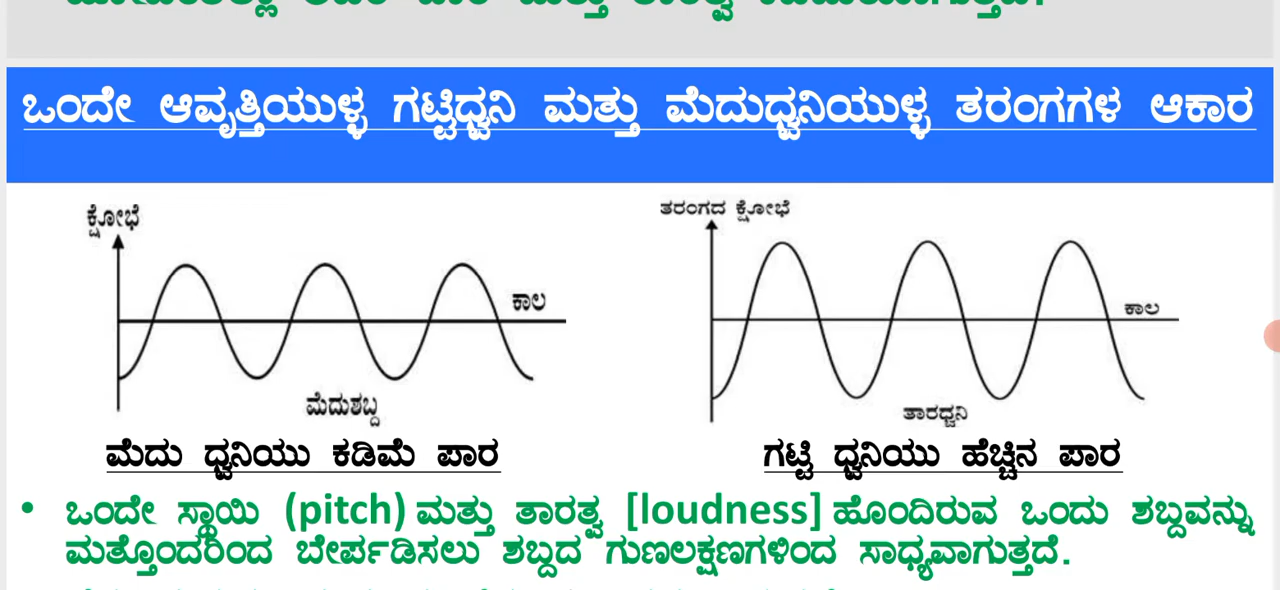 ಒಂದೇ ಆವೃತ್ತಿಯುಳ್ಳ ಗಟ್ಟಿಧ್ವನಿ ಮತ್ತು ಮೆದುಧ್ವನಿಯುಳ್ಳ ತರಂಗಗಳ ಆಕಾರ
ಕ್ಷೋಭೆ
ಕಾಲ
ಮೆದುಶಬ್ದ
ತರಂಗದ ಕ್ಷೋಭೆ
ಕಾಲ
ತಾರಧ್ವನಿ
ಮೆದು ಧ್ವನಿಯು ಕಡಿಮೆ ಪಾರ
ಗಟ್ಟಿ ಧ್ವನಿಯು ಹೆಚ್ಚಿನ ಪಾರ
• ಒಂದೇ ಸ್ಥಾಯಿ (pitch) ಮತ್ತು ತಾರತ್ವ [loudness] ಹೊಂದಿರುವ ಒಂದು ಶಬ್ದವನ್ನು
ಮತ್ತೊಂದರಿಂದ ಬೇರ್ಪಡಿಸಲು ಶಬ್ದದ ಗುಣಲಕ್ಷಣಗಳಿಂದ ಸಾಧ್ಯವಾಗುತ್ತದೆ.